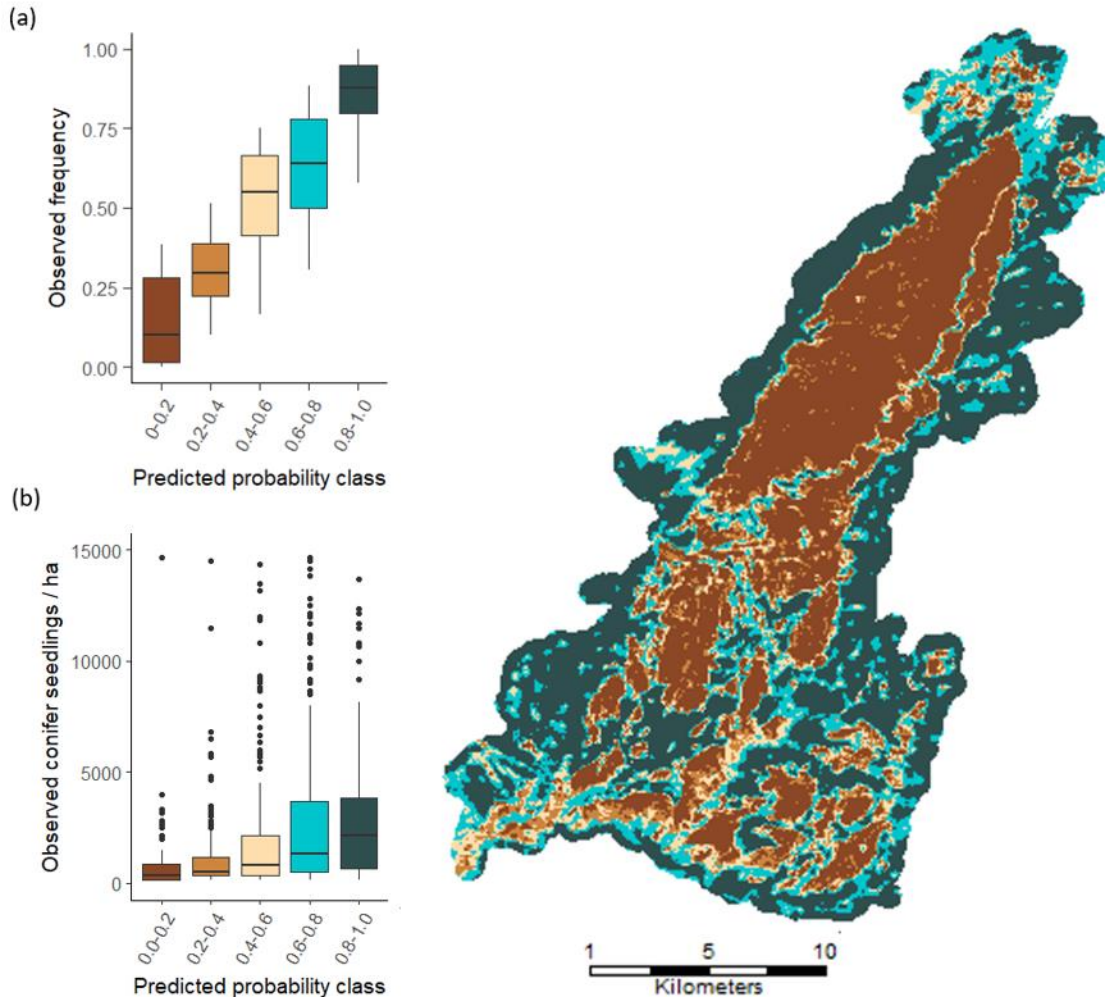 (a)
1.00
0.75
0.50
0.25
0.00
Observed frequency
0-0.2
0.2-0.4
0.4-0.6
0.6-0.8
0.8-1.0
Predicted probability class
(b)
15000
10000
5000
0
Observed conifer seedlings / ha
0.0-0.2
0.2-0.4
0.4-0.6
0.6-0.8
0.8-1.0
Predicted probability class
1 5 10
Kilometers